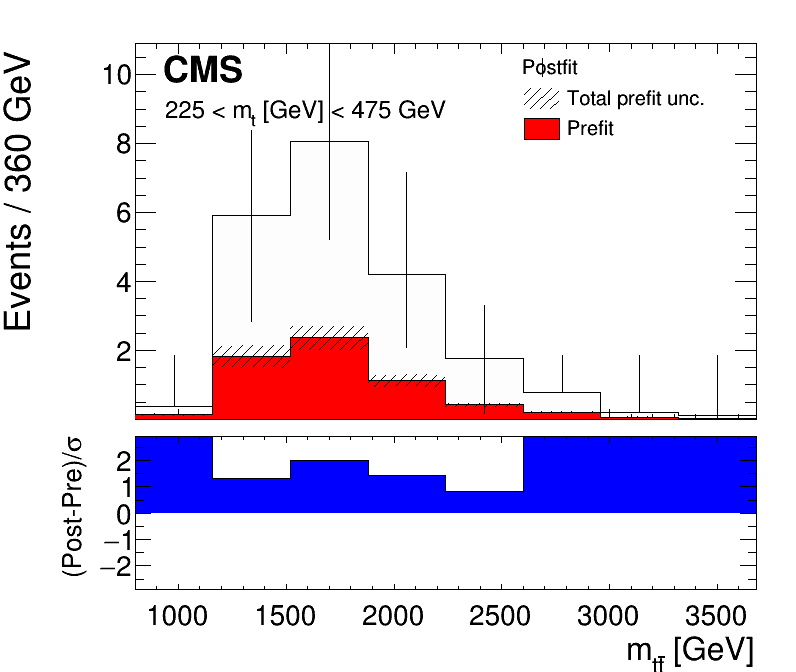 CMS
225 < m_t [GeV] < 475 GeV
Postfit
Total prefit unc.
Prefit
Events / 360 GeV
10
8
6
4
2
(Post-Pre)/σ
2
1
0
−1
−2
1000 1500 2000 2500 3000 3500
m_tt̄ [GeV]